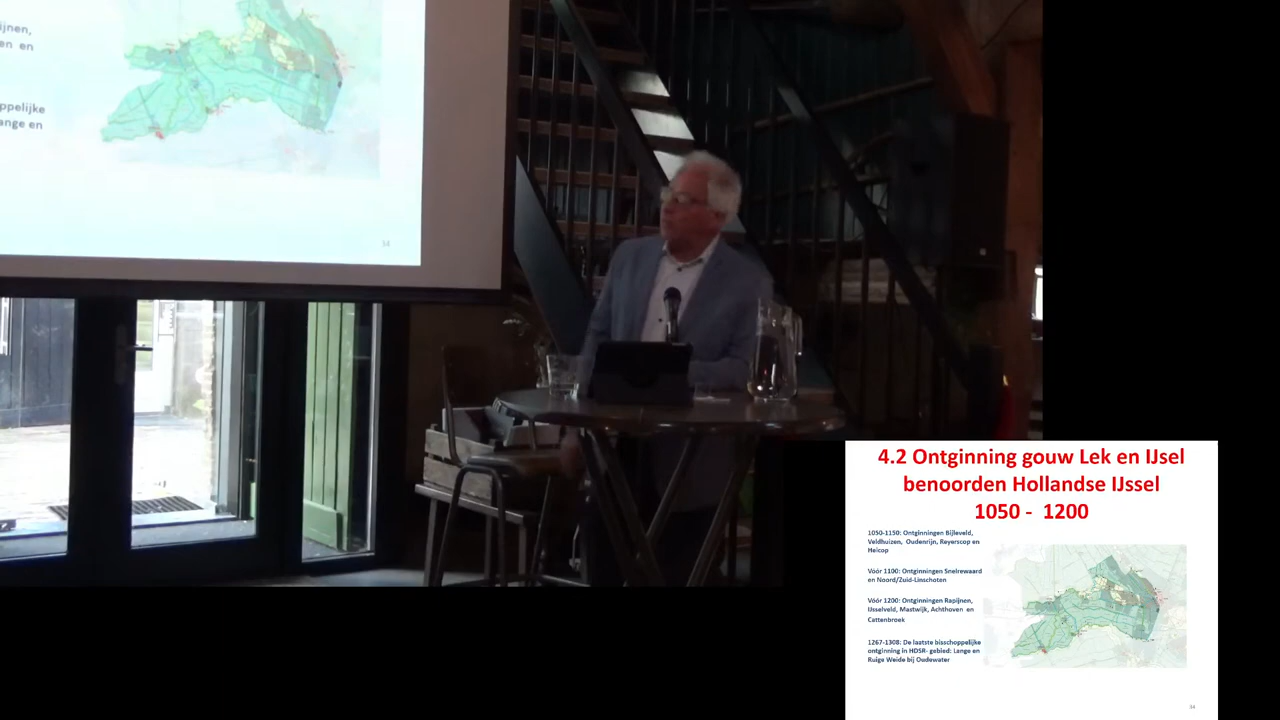 ijnen,
en en
ppelijke
ange en
34
4.2 Ontginning gouw Lek en IJsel
benoorden Hollandse IJssel
1050 - 1200
1050-1150: Ontginningen Bijleveld,
Veldhuizen, Oudenrijn, Reyerscop en
Heicop
Vóór 1100: Ontginningen Snelrewaard
en Noord/Zuid-Linschoten
Vóór 1200: Ontginningen Rapijnen,
IJsselveld, Mastwijk, Achthoven en
Cattenbroek
1267-1308: De laatste bisschoppelijke
ontginning in HDSR- gebied: Lange en
Ruige Weide bij Oudewater
34